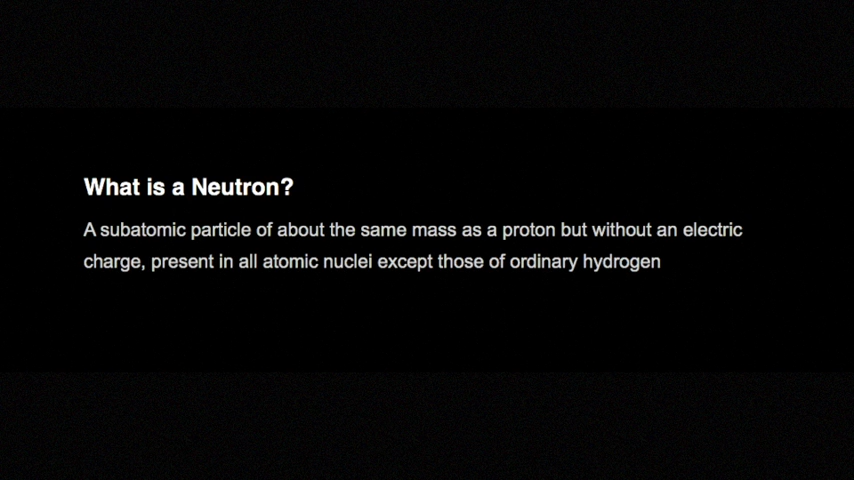 What is a Neutron?
A subatomic particle of about the same mass as a proton but without an electric
charge, present in all atomic nuclei except those of ordinary hydrogen